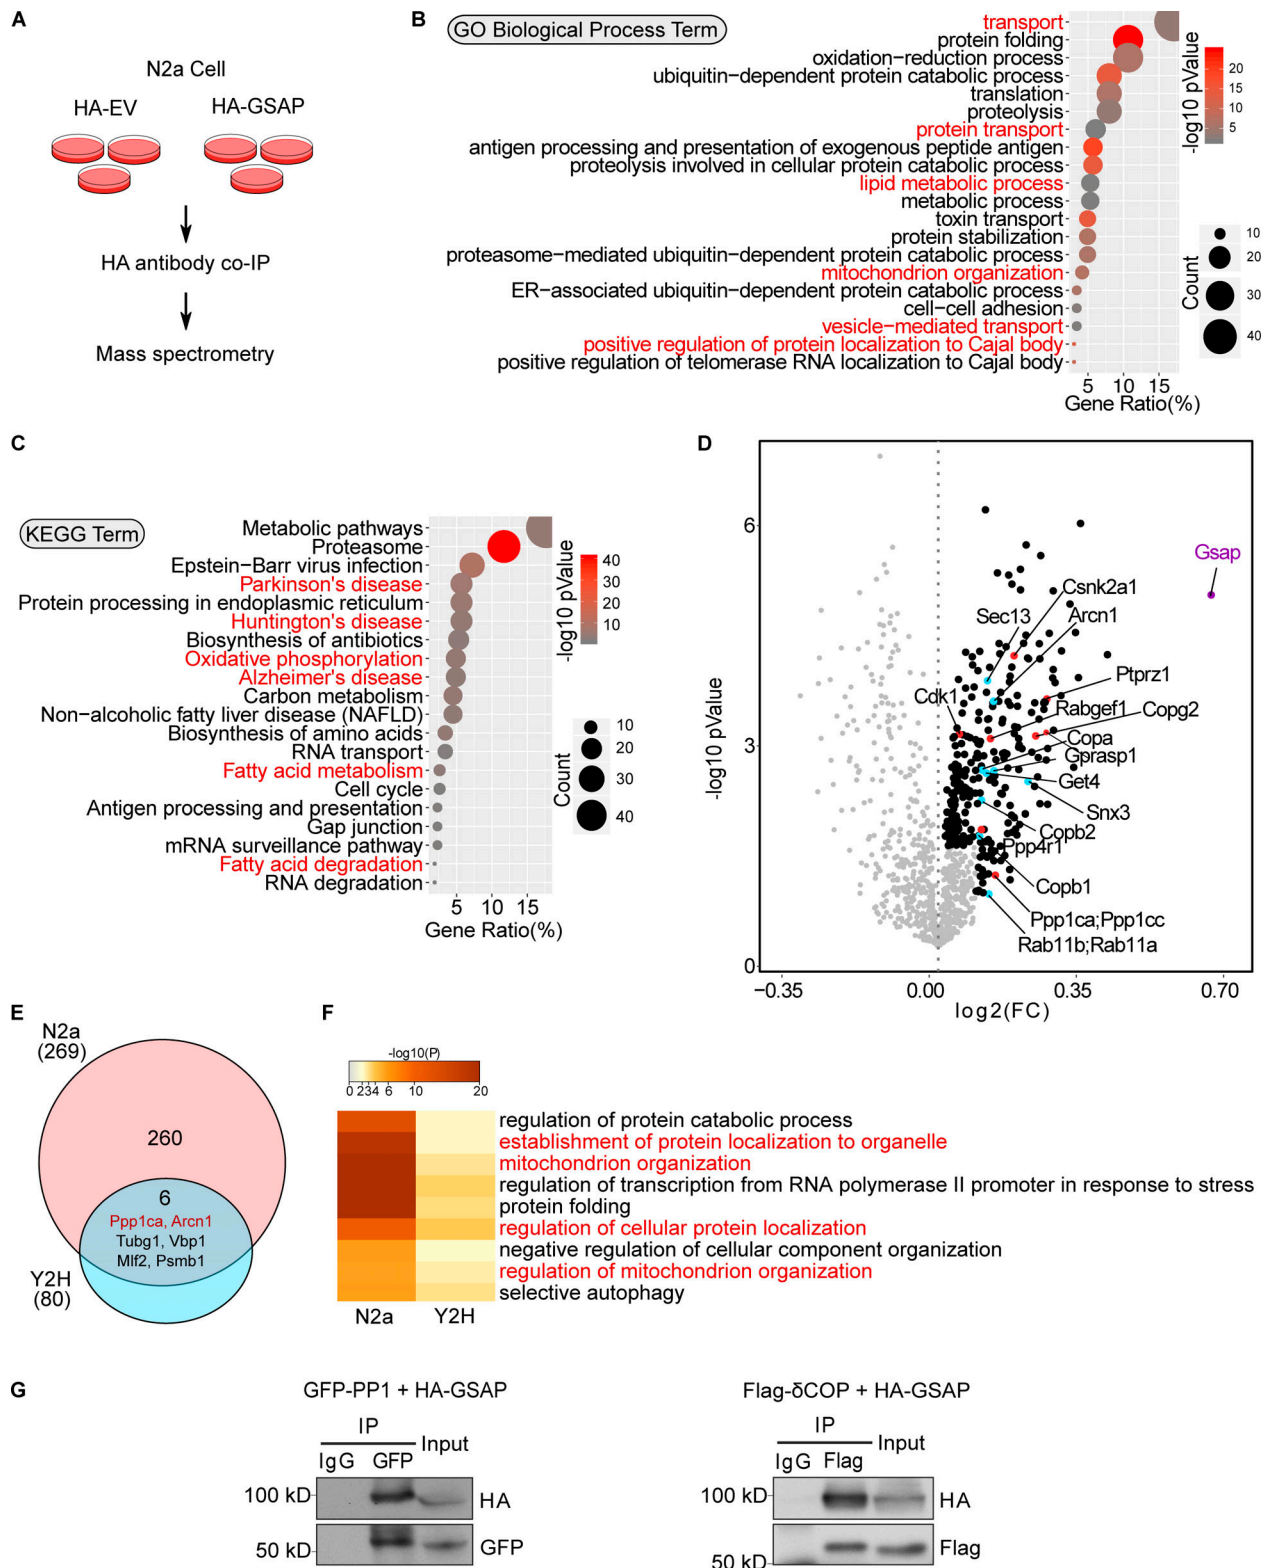 A
N2a Cell
HA-EV
HA-GSAP
HA antibody co-IP
Mass spectrometry
B
GO Biological Process Term
transport
protein folding
oxidation-reduction process
ubiquitin-dependent protein catabolic process
translation
proteolysis
protein transport
antigen processing and presentation of exogenous peptide antigen
proteolysis involved in cellular protein catabolic process
lipid metabolic process
metabolic process
toxin transport
protein stabilization
proteasome-mediated ubiquitin-dependent protein catabolic process
mitochondrion organization
ER-associated ubiquitin-dependent protein catabolic process
cell-cell adhesion
vesicle-mediated transport
positive regulation of protein localization to Cajal body
positive regulation of telomerase RNA localization to Cajal body
5 10 15
Gene Ratio(%)
-log10 pValue
20
15
10
5
Count
10
20
30
40
C
KEGG Term
Metabolic pathways
Proteasome
Epstein-Barr virus infection
Parkinson's disease
Protein processing in endoplasmic reticulum
Huntington's disease
Biosynthesis of antibiotics
Oxidative phosphorylation
Alzheimer's disease
Carbon metabolism
Non-alcoholic fatty liver disease (NAFLD)
Biosynthesis of amino acids
RNA transport
Fatty acid metabolism
Cell cycle
Antigen processing and presentation
Gap junction
mRNA surveillance pathway
Fatty acid degradation
RNA degradation
5 10 15
Gene Ratio(%)
-log10 pValue
40
30
20
10
Count
10
20
30
40
D
-log10 pValue
6
3
0
Gsap
Csnk2a1
Sec13
Arcn1
Ptprz1
Cdk1
Rabgef1
Copg2
Copa
Gprasp1
Get4
Snx3
Copb2
Ppp4r1
Copb1
Ppp1ca;Ppp1cc
Rab11b;Rab11a
−0.35 0.00 0.35 0.70
log2(FC)
E
N2a
(269)
260
6
Ppp1ca, Arcn1
Tubg1, Vbp1
Mlf2, Psmb1
Y2H
(80)
F
-log10(P)
0 2 3 4 6 10 20
regulation of protein catabolic process
establishment of protein localization to organelle
mitochondrion organization
regulation of transcription from RNA polymerase II promoter in response to stress
protein folding
regulation of cellular protein localization
negative regulation of cellular component organization
regulation of mitochondrion organization
selective autophagy
N2a Y2H
G
GFP-PP1 + HA-GSAP
IP
Input
IgG GFP
100 kD
HA
50 kD
GFP
Flag-δCOP + HA-GSAP
IP
Input
IgG Flag
100 kD
HA
50 kD
Flag